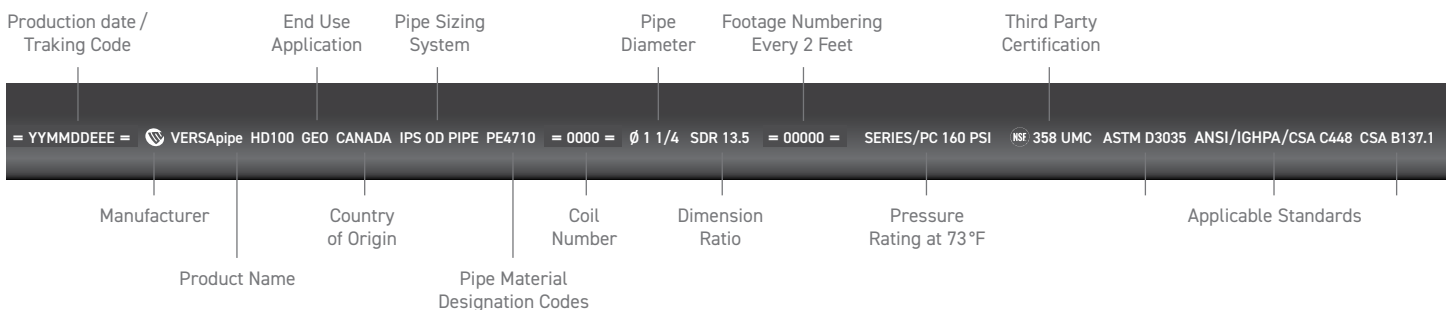 Production date /
Traking Code
End Use
Application
Pipe Sizing
System
Pipe
Diameter
Footage Numbering
Every 2 Feet
Third Party
Certification
= YYMMDDEEE = VERSApipe HD100 GEO CANADA IPS OD PIPE PE4710 = 0000 = Ø 1 1/4 SDR 13.5 = 00000 = SERIES/PC 160 PSI NSF 358 UMC ASTM D3035 ANSI/IGHPA/CSA C448 CSA B137.1
Manufacturer
Country
of Origin
Coil
Number
Dimension
Ratio
Pressure
Rating at 73°F
Applicable Standards
Product Name
Pipe Material
Designation Codes